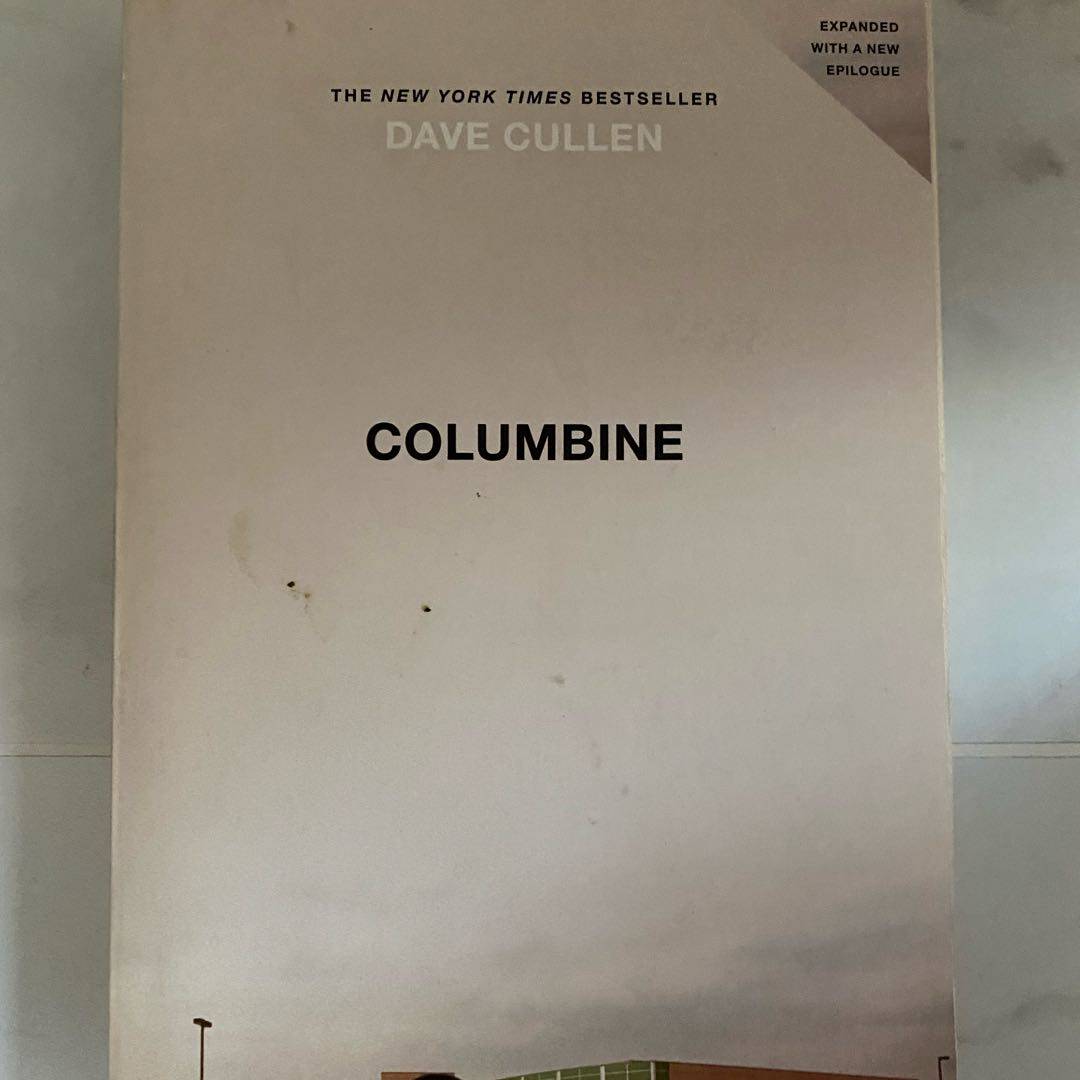 EXPANDED
WITH A NEW
EPILOGUE
THE NEW YORK TIMES BESTSELLER
DAVE CULLEN
COLUMBINE